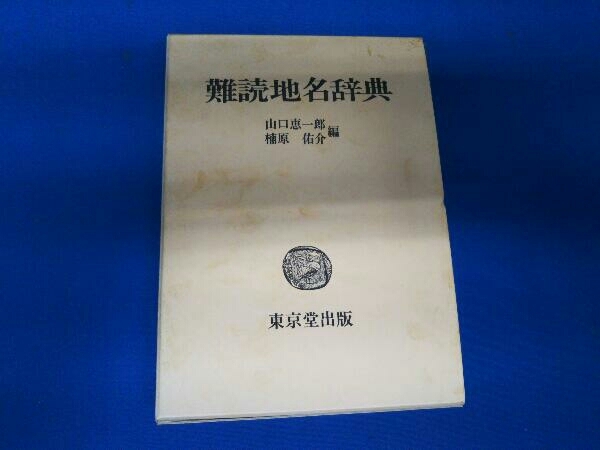 難読地名辞典
山口恵一郎
楠原 佑介 編
東京堂出版